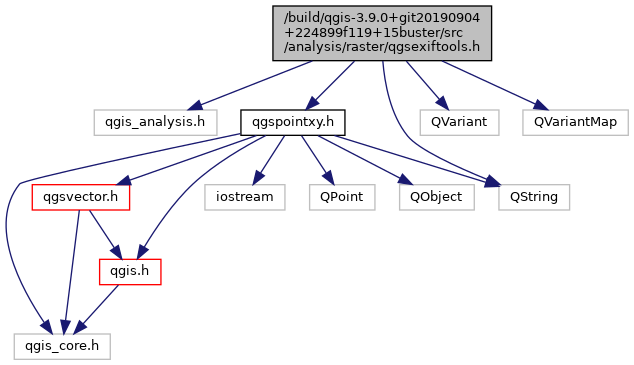 /build/qgis-3.9.0+git20190904
+224899f119+15buster/src
/analysis/raster/qgsexiftools.h
qgis_analysis.h
qgspointxy.h
QVariant
QVariantMap
qgsvector.h
iostream
QPoint
QObject
QString
qgis.h
qgis_core.h